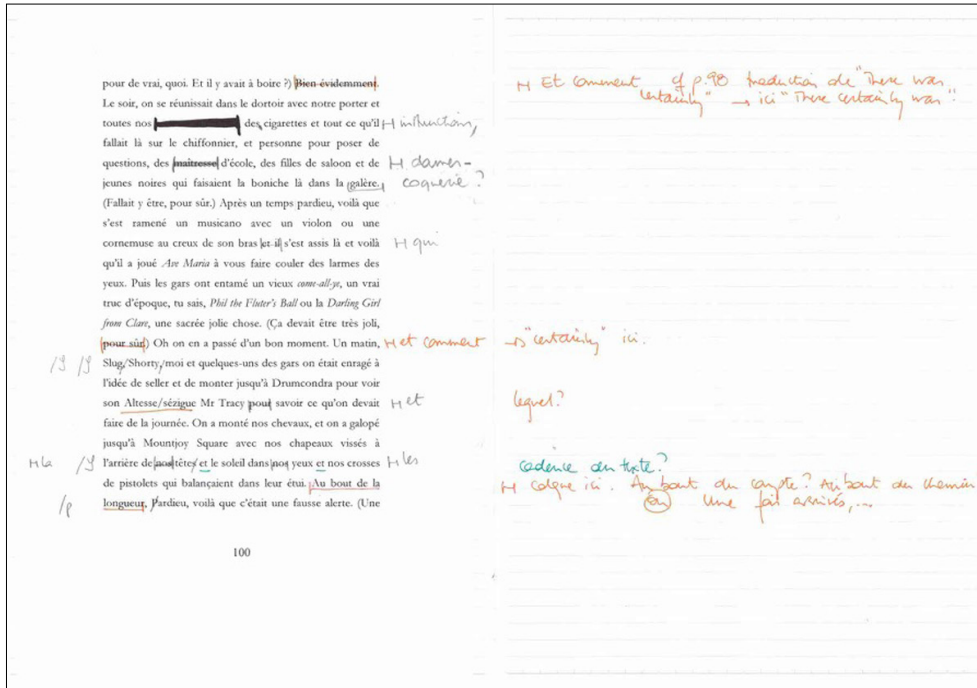 pour de vrai, quoi. Et il y avait à boire ?) Bien évidemment. ⊢⊣ Et comment cf p.98 traduction de "There was
Le soir, on se réunissait dans le dortoir avec notre porter et certainly" → ici "There certainly was"
toutes nos des cigarettes et tout ce qu'il ⊢⊣
fallait là sur le chiffonnier, et personne pour poser de
questions, des maitresse d'école, des filles de saloon et de ⊢⊣ dames-
jeunes noires qui faisaient la boniche là dans la galère. coquerie ?
(Fallait y être, pour sûr.) Après un temps pardieu, voilà que
s'est ramené un musicano avec un violon ou une
cornemuse au creux de son bras et il s'est assis là et voilà ⊢⊣ qui
qu'il a joué Ave Maria à vous faire couler des larmes des
yeux. Puis les gars ont entamé un vieux come-all-ye, un vrai
truc d'époque, tu sais, Phil the Fluter's Ball ou la Darling Girl
from Clare, une sacrée jolie chose. (Ça devait être très joli,
pour sûr.) Oh on en a passé d'un bon moment. Un matin, ⊢⊣ et comment → "certainly" ici.
Slug/Shorty/moi et quelques-uns des gars on était enragé à
l'idée de seller et de monter jusqu'à Drumcondra pour voir
son Altesse/sézigue Mr Tracy pour savoir ce qu'on devait ⊢⊣ et lequel?
faire de la journée. On a monté nos chevaux, et on a galopé
jusqu'à Mountjoy Square avec nos chapeaux vissés à
⊢⊣ la l'arrière de nos têtes/ et le soleil dans nos yeux et nos crosses ⊢⊣ les cadence du texte?
de pistolets qui balançaient dans leur étui. Au bout de la ⊢⊣ calque ici. Au bout du compte? Au bout du chemin
/p longueur, Pardieu, voilà que c'était une fausse alerte. (Une ou Une fois arrivés,...
100